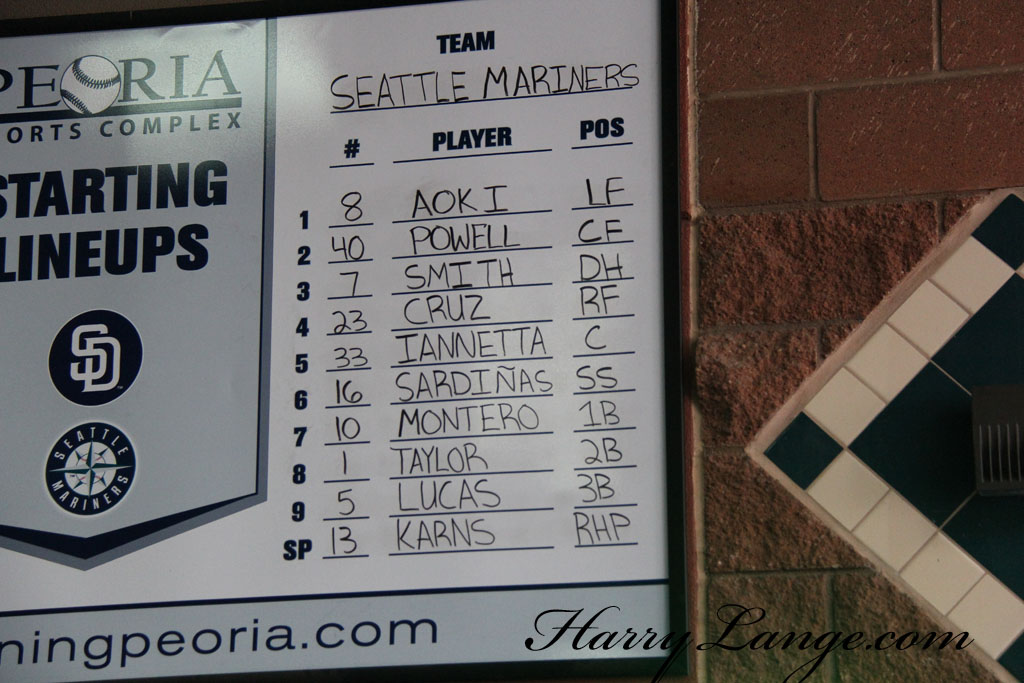 PEORIA
ORTS COMPLEX
STARTING
LINEUPS
SD
SEATTLE
MARINERS
TEAM
SEATTLE MARINERS
# PLAYER POS
1 8 AOKI LF
2 40 POWELL CF
3 7 SMITH DH
4 23 CRUZ RF
5 33 IANNETTA C
6 16 SARDIÑAS SS
7 10 MONTERO 1B
8 1 TAYLOR 2B
9 5 LUCAS 3B
SP 13 KARNS RHP
ningpeoria.com
HarryLange.com